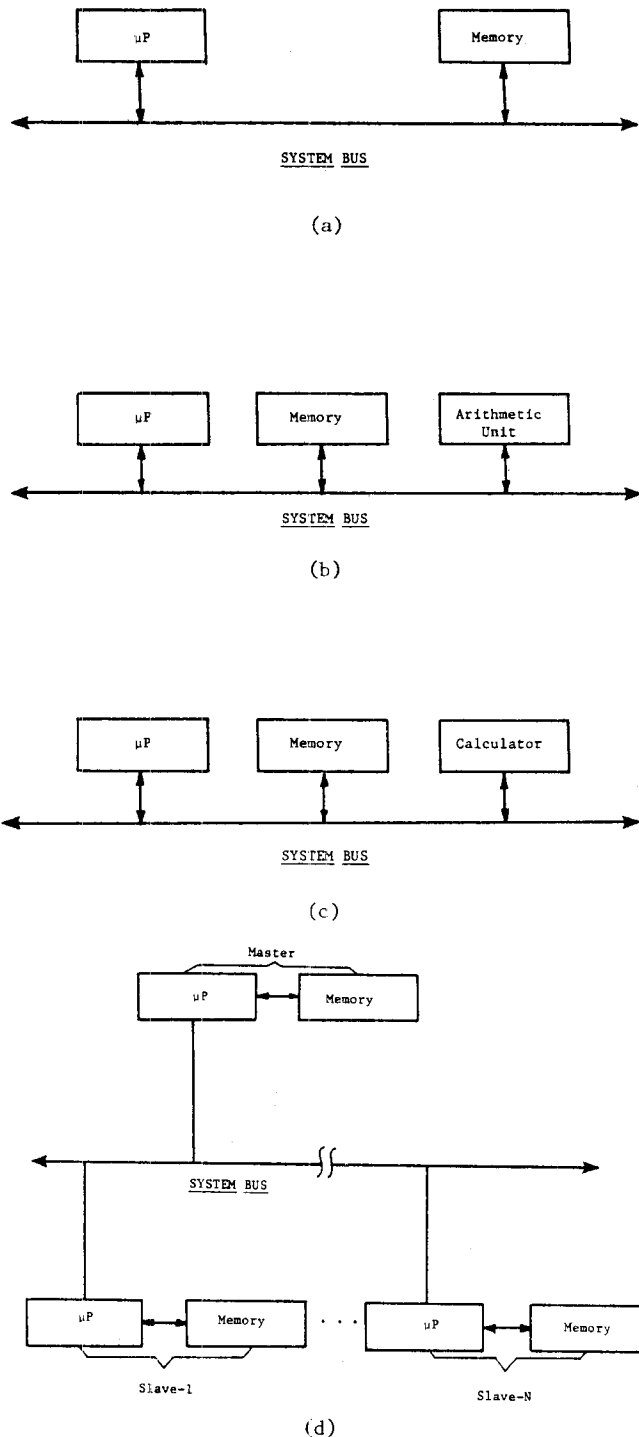 μP Memory
SYSTEM BUS
(a)
μP Memory Arithmetic
Unit
SYSTEM BUS
(b)
μP Memory Calculator
SYSTEM BUS
(c)
Master
μP Memory
SYSTEM BUS
μP Memory . . . μP Memory
Slave-1 Slave-N
(d)